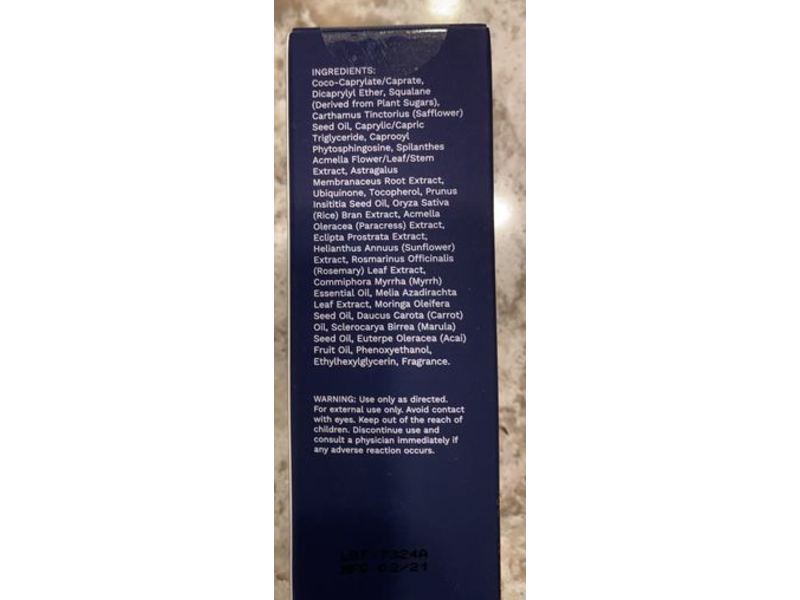 INGREDIENTS:
Coco-Caprylate/Caprate,
Dicaprylyl Ether, Squalane
(Derived from Plant Sugars),
Carthamus Tinctorius (Safflower)
Seed Oil, Caprylic/Capric
Triglyceride, Caprooyl
Phytosphingosine, Spilanthes
Acmella Flower/Leaf/Stem
Extract, Astragalus
Membranaceus Root Extract,
Ubiquinone, Tocopherol, Prunus
Insititia Seed Oil, Oryza Sativa
(Rice) Bran Extract, Acmella
Oleracea (Paracress) Extract,
Eclipta Prostrata Extract,
Helianthus Annuus (Sunflower)
Extract, Rosmarinus Officinalis
(Rosemary) Leaf Extract,
Commiphora Myrrha (Myrrh)
Essential Oil, Melia Azadirachta
Leaf Extract, Moringa Oleifera
Seed Oil, Daucus Carota (Carrot)
Oil, Sclerocarya Birrea (Marula)
Seed Oil, Euterpe Oleracea (Acai)
Fruit Oil, Phenoxyethanol,
Ethylhexylglycerin, Fragrance.
WARNING: Use only as directed.
For external use only. Avoid contact
with eyes. Keep out of the reach of
children. Discontinue use and
consult a physician immediately if
any adverse reaction occurs.
LOT 7324A
MFG 02/21